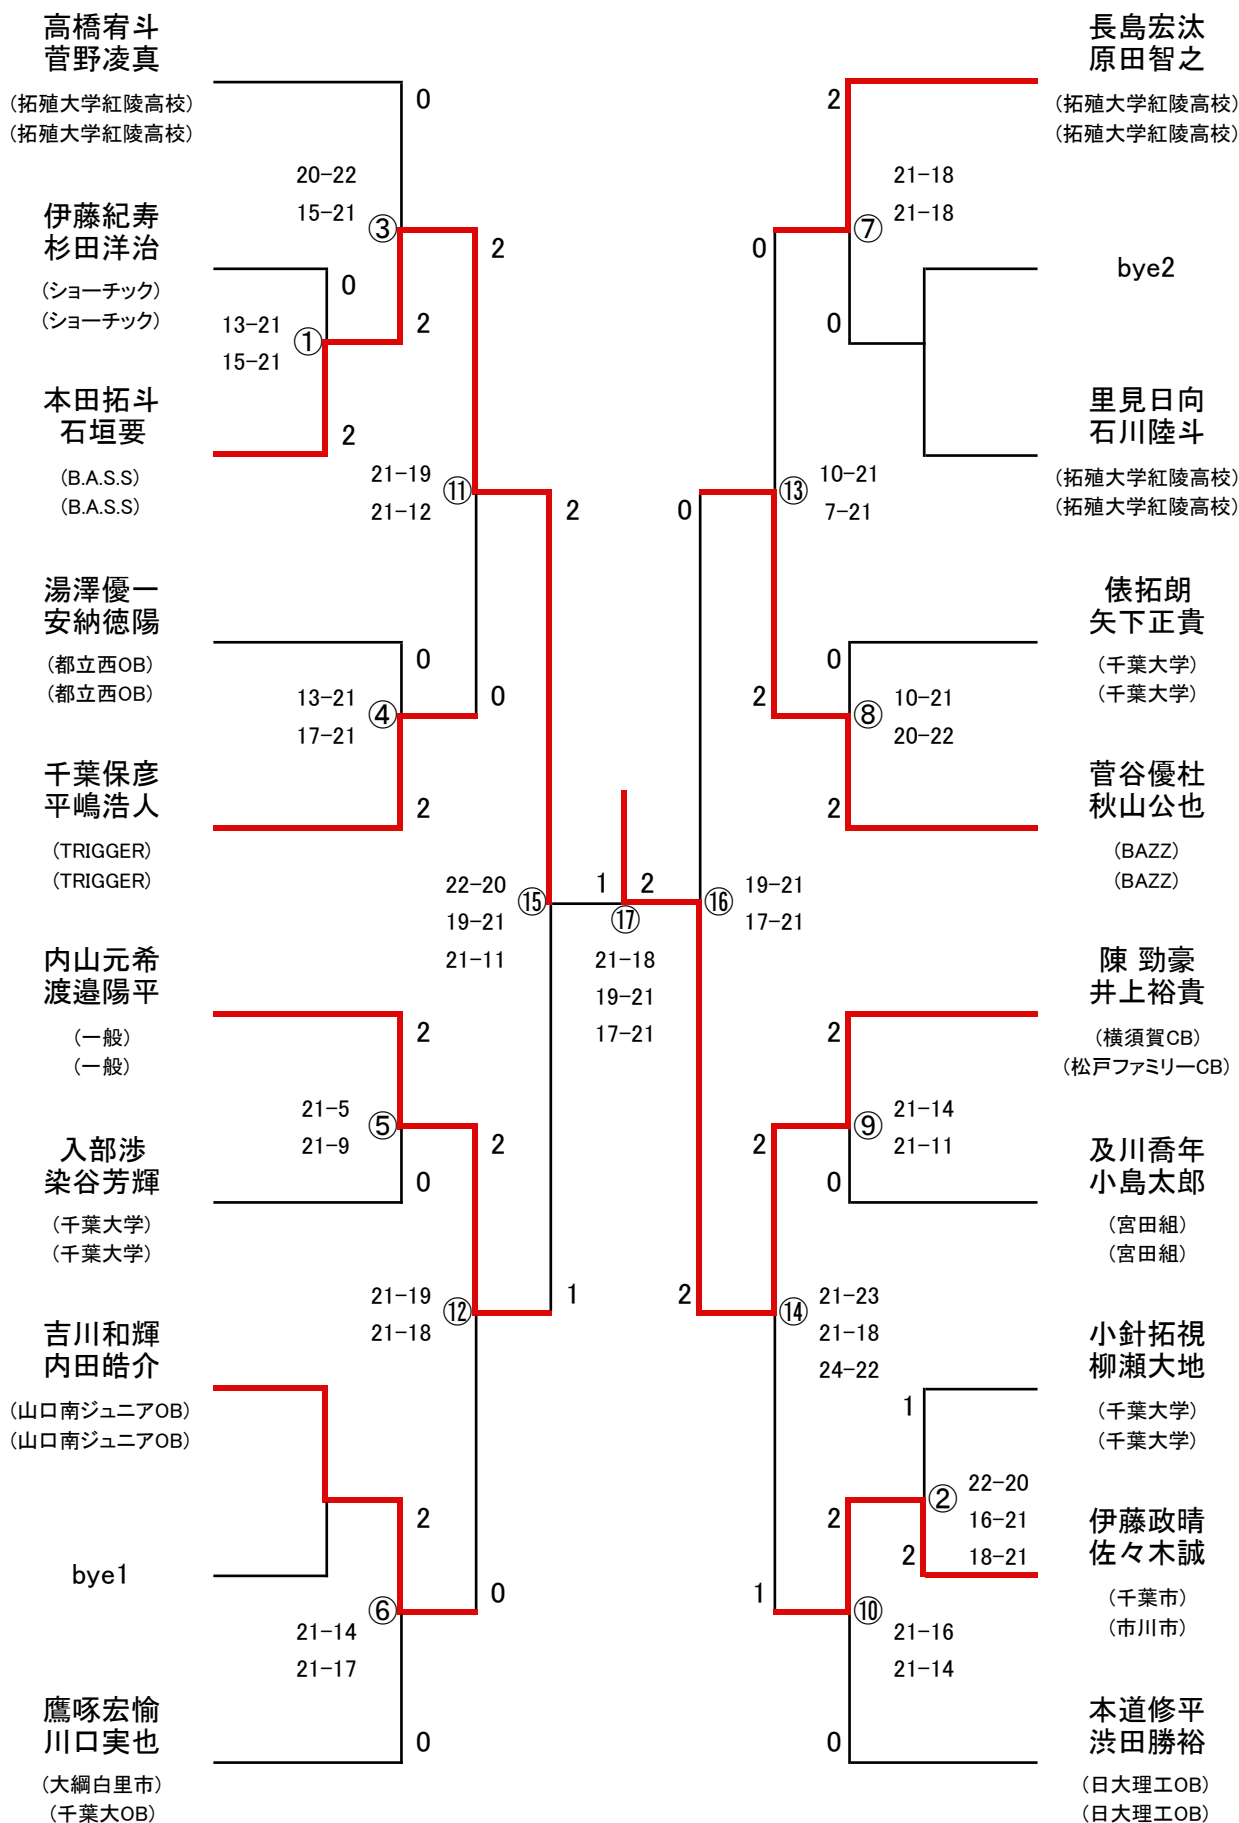 高橋宥斗
菅野凌真
(拓殖大学紅陵高校)
(拓殖大学紅陵高校)
0
20-22
15-21
③
2
伊藤紀寿
杉田洋治
(ショーチック)
(ショーチック)
0
13-21
15-21
①
2
本田拓斗
石垣要
(B.A.S.S)
(B.A.S.S)
2
21-19
21-12
⑪
2
湯澤優一
安納徳陽
(都立西OB)
(都立西OB)
0
13-21
17-21
④
0
千葉保彦
平嶋浩人
(TRIGGER)
(TRIGGER)
2
22-20
19-21
21-11
⑮
1
2
⑰
21-18
19-21
17-21
内山元希
渡邉陽平
(一般)
(一般)
2
21-5
21-9
⑤
2
入部渉
染谷芳輝
(千葉大学)
(千葉大学)
0
21-19
21-18
⑫
1
吉川和輝
内田皓介
(山口南ジュニアOB)
(山口南ジュニアOB)
2
bye1
⑥
0
21-14
21-17
鷹啄宏愉
川口実也
(大綱白里市)
(千葉大OB)
0
長島宏汰
原田智之
(拓殖大学紅陵高校)
(拓殖大学紅陵高校)
2
21-18
21-18
⑦
0
bye2
0
里見日向
石川陸斗
(拓殖大学紅陵高校)
(拓殖大学紅陵高校)
10-21
7-21
⑬
0
俵拓朗
矢下正貴
(千葉大学)
(千葉大学)
0
10-21
20-22
⑧
2
菅谷優杜
秋山公也
(BAZZ)
(BAZZ)
2
19-21
17-21
⑯
陳 勁豪
井上裕貴
(横須賀CB)
(松戸ファミリーCB)
2
21-14
21-11
⑨
2
及川喬年
小島太郎
(宮田組)
(宮田組)
0
21-23
21-18
24-22
⑭
2
小針拓視
柳瀬大地
(千葉大学)
(千葉大学)
1
22-20
16-21
18-21
②
2
伊藤政晴
佐々木誠
(千葉市)
(市川市)
2
1
⑩
21-16
21-14
本道修平
渋田勝裕
(日大理工OB)
(日大理工OB)
0